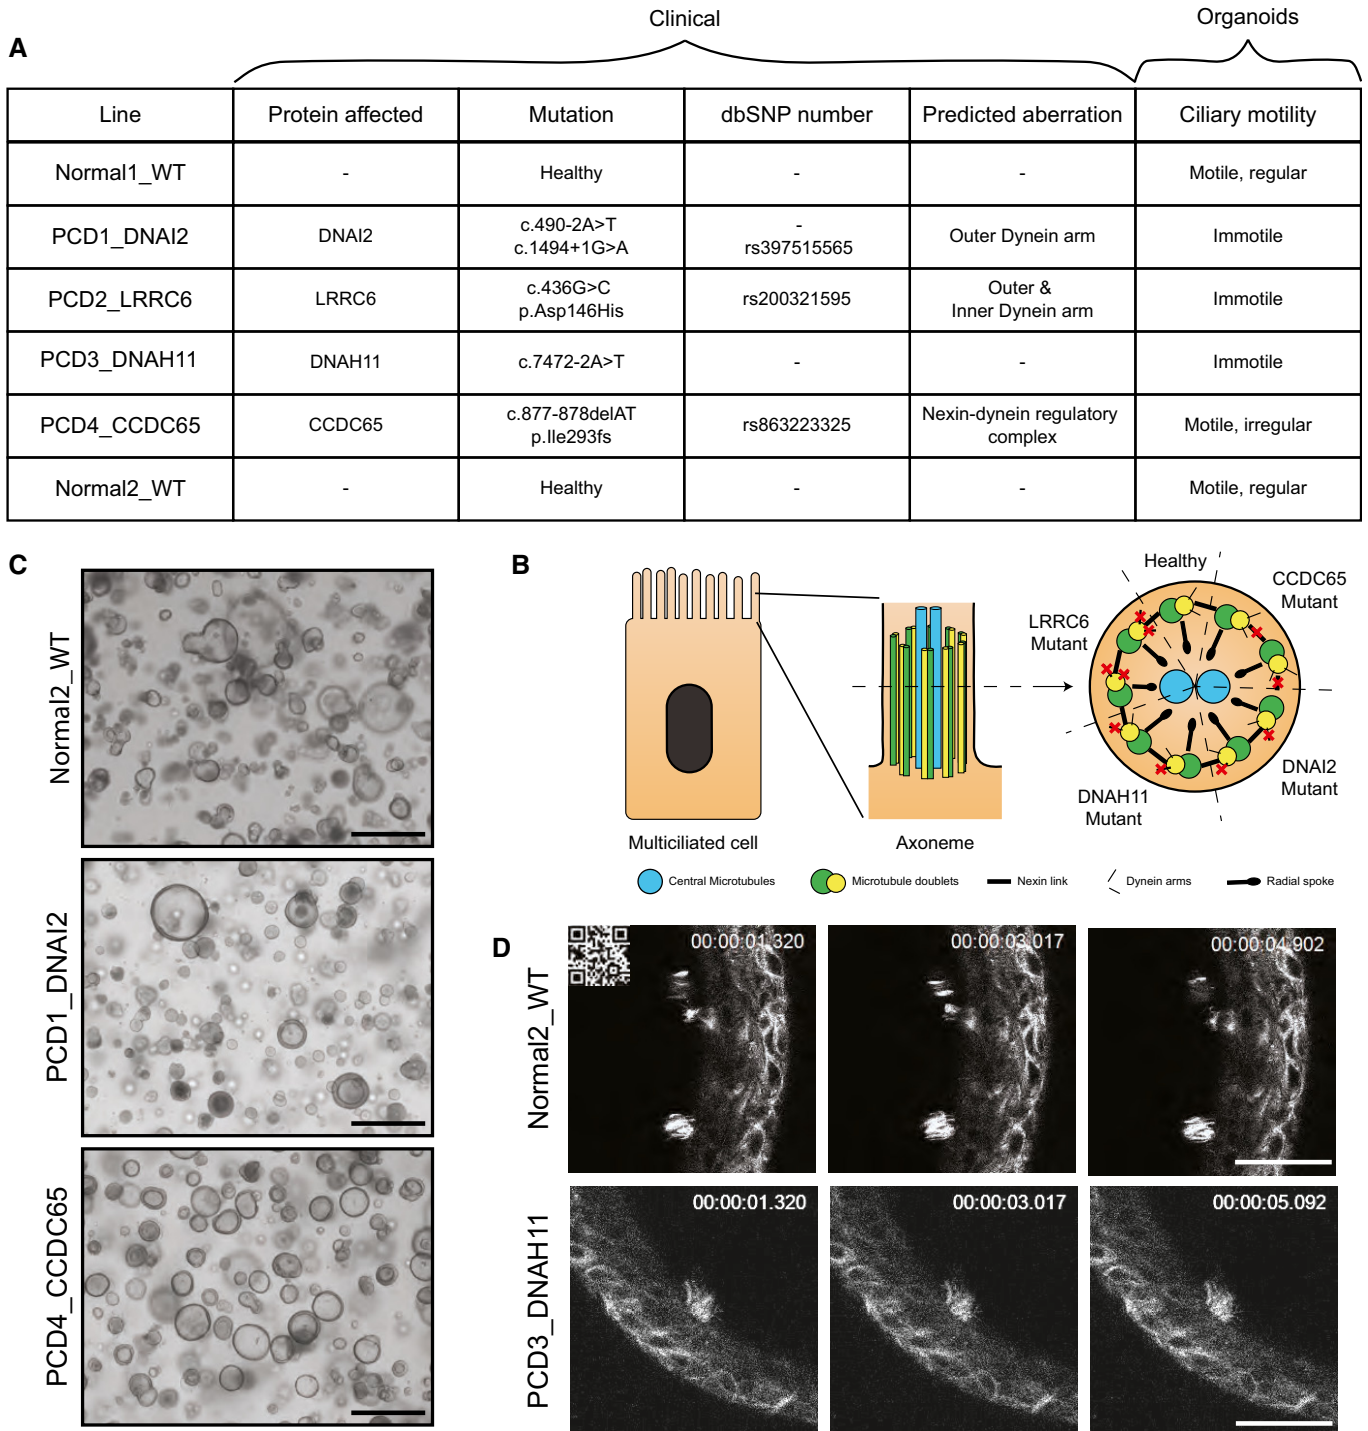 Clinical
Organoids
A
Line
Protein affected
Mutation
dbSNP number
Predicted aberration
Ciliary motility
Normal1_WT
-
Healthy
-
-
Motile, regular
PCD1_DNAI2
DNAI2
c.490-2A>T
c.1494+1G>A
-
rs397515565
Outer Dynein arm
Immotile
PCD2_LRRC6
LRRC6
c.436G>C
p.Asp146His
rs200321595
Outer &
Inner Dynein arm
Immotile
PCD3_DNAH11
DNAH11
c.7472-2A>T
-
-
Immotile
PCD4_CCDC65
CCDC65
c.877-878delAT
p.Ile293fs
rs863223325
Nexin-dynein regulatory
complex
Motile, irregular
Normal2_WT
-
Healthy
-
-
Motile, regular
C
Normal2_WT
PCD1_DNAI2
PCD4_CCDC65
B
Healthy
CCDC65
Mutant
LRRC6
Mutant
DNAI2
Mutant
DNAH11
Mutant
Multiciliated cell
Axoneme
Central Microtubules
Microtubule doublets
Nexin link
Dynein arms
Radial spoke
D
Normal2_WT
00:00:01.320
00:00:03.017
00:00:04.902
PCD3_DNAH11
00:00:01.320
00:00:03.017
00:00:05.092